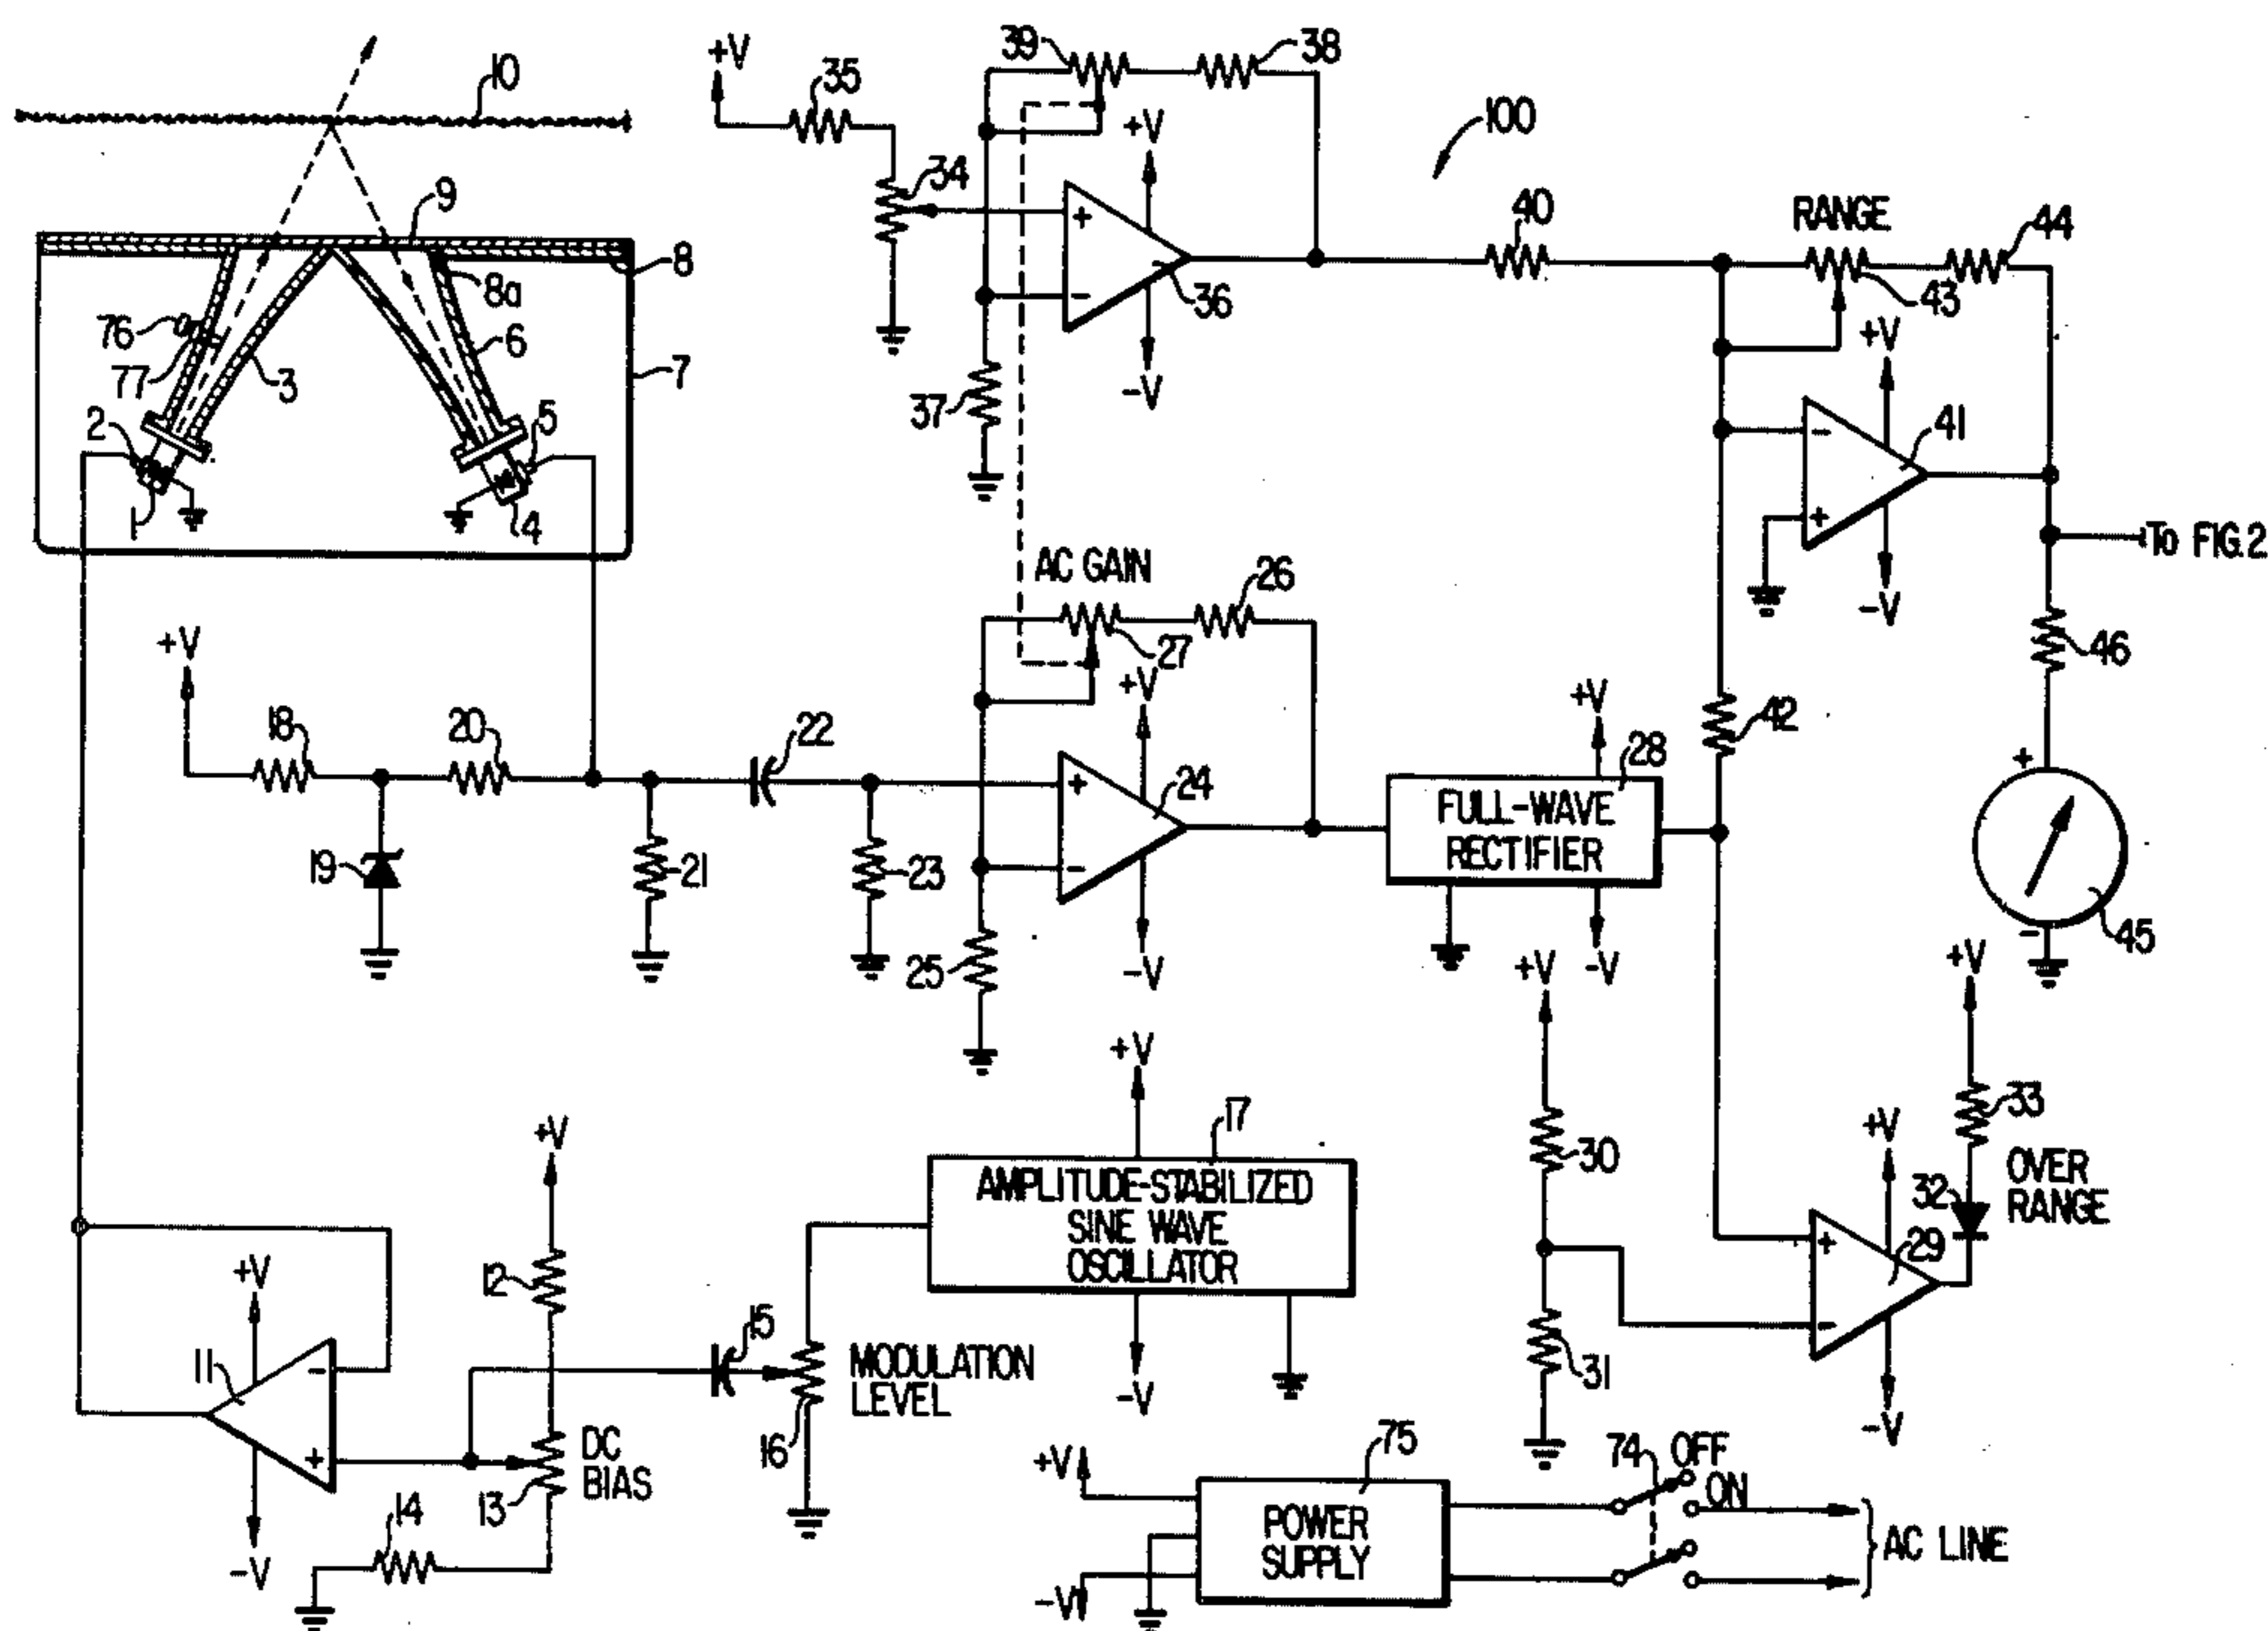 +V
35
39
38
10
100
34
+V
9
40
RANGE
44
+
8
8a
36
43
76
-
+V
6
77
3
7
-V
37
2
5
-
41
1
4
+
To FIG. 2
-V
AC GAIN
26
46
+V
27
+V
+V
42
18
20
22
28
+
24
FULL-WAVE
RECTIFIER
+
19
21
23
-
45
-
25
-V
+V
-V
+V
+V
17
33
+V
30
+V
OVER
RANGE
32
AMPLITUDE-STABILIZED
SINE WAVE
OSCILLATOR
+
29
12
+V
15
-
11
-
MODULATION
LEVEL
-V
31
-V
16
+
DC
BIAS
13
14
+V
75
74
OFF
ON
POWER
SUPPLY
AC LINE
-V
-V